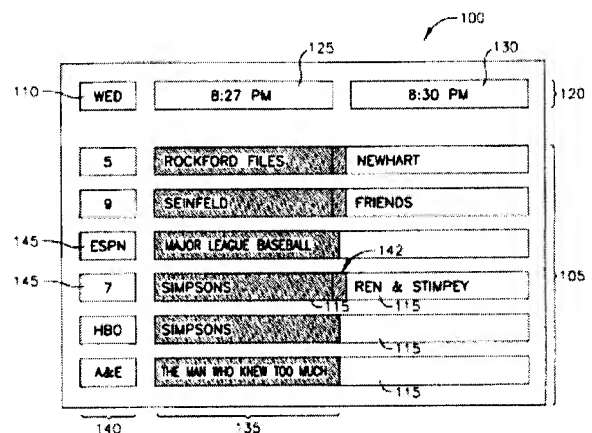 100
125
130
110
WED
8:27 PM
8:30 PM
120
5
ROCKFORD FILES
NEWHART
9
SEINFELD
FRIENDS
145
ESPN
MAJOR LEAGUE BASEBALL
142
145
7
SIMPSONS
REN & STIMPEY
105
115
115
HBO
SIMPSONS
115
A&E
THE MAN WHO KNEW TOO MUCH
115
140
135